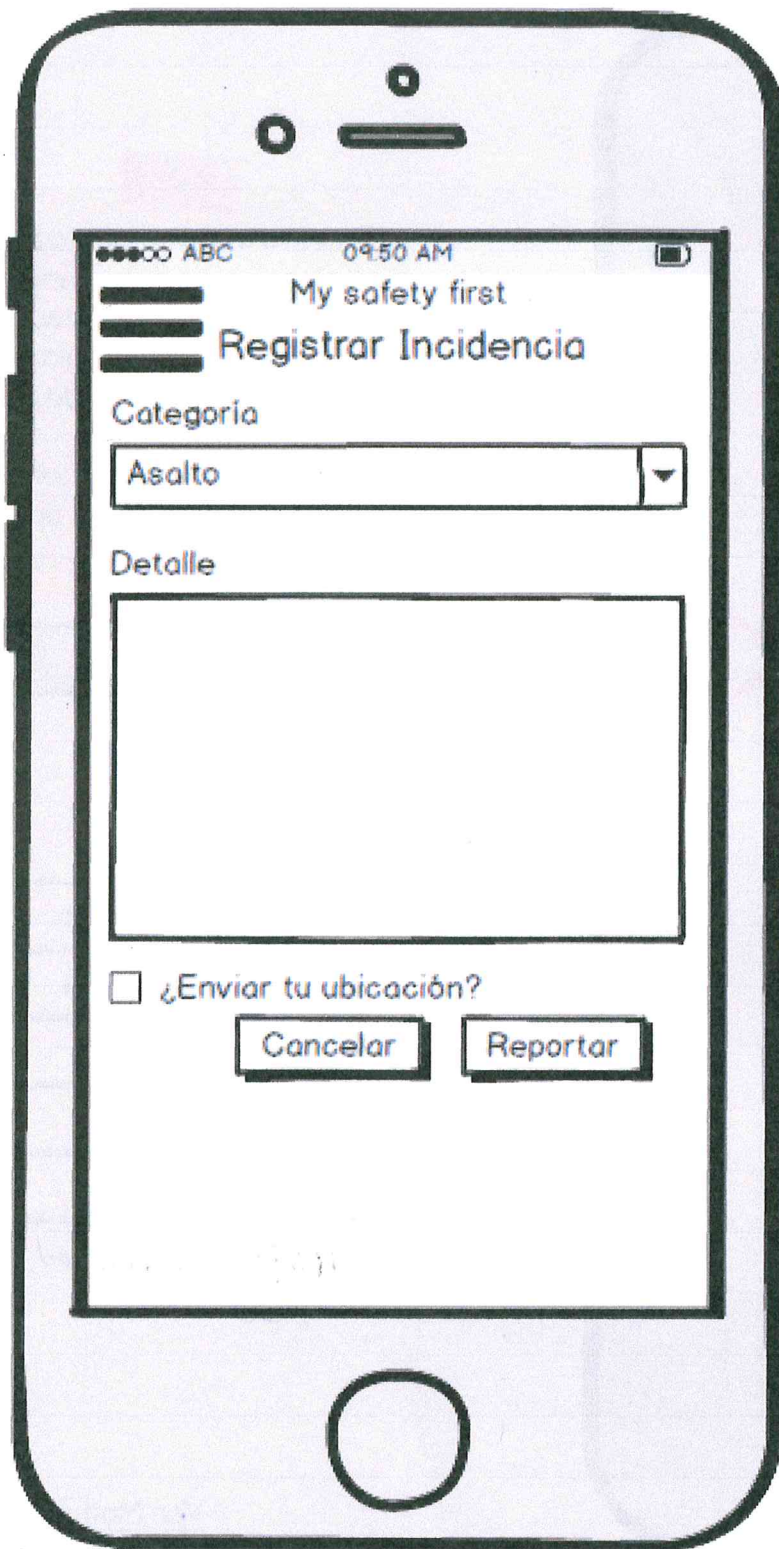 ABC 09:50 AM
My safety first
Registrar Incidencia
Categoría
Asalto
Detalle
¿Enviar tu ubicación?
Cancelar Reportar